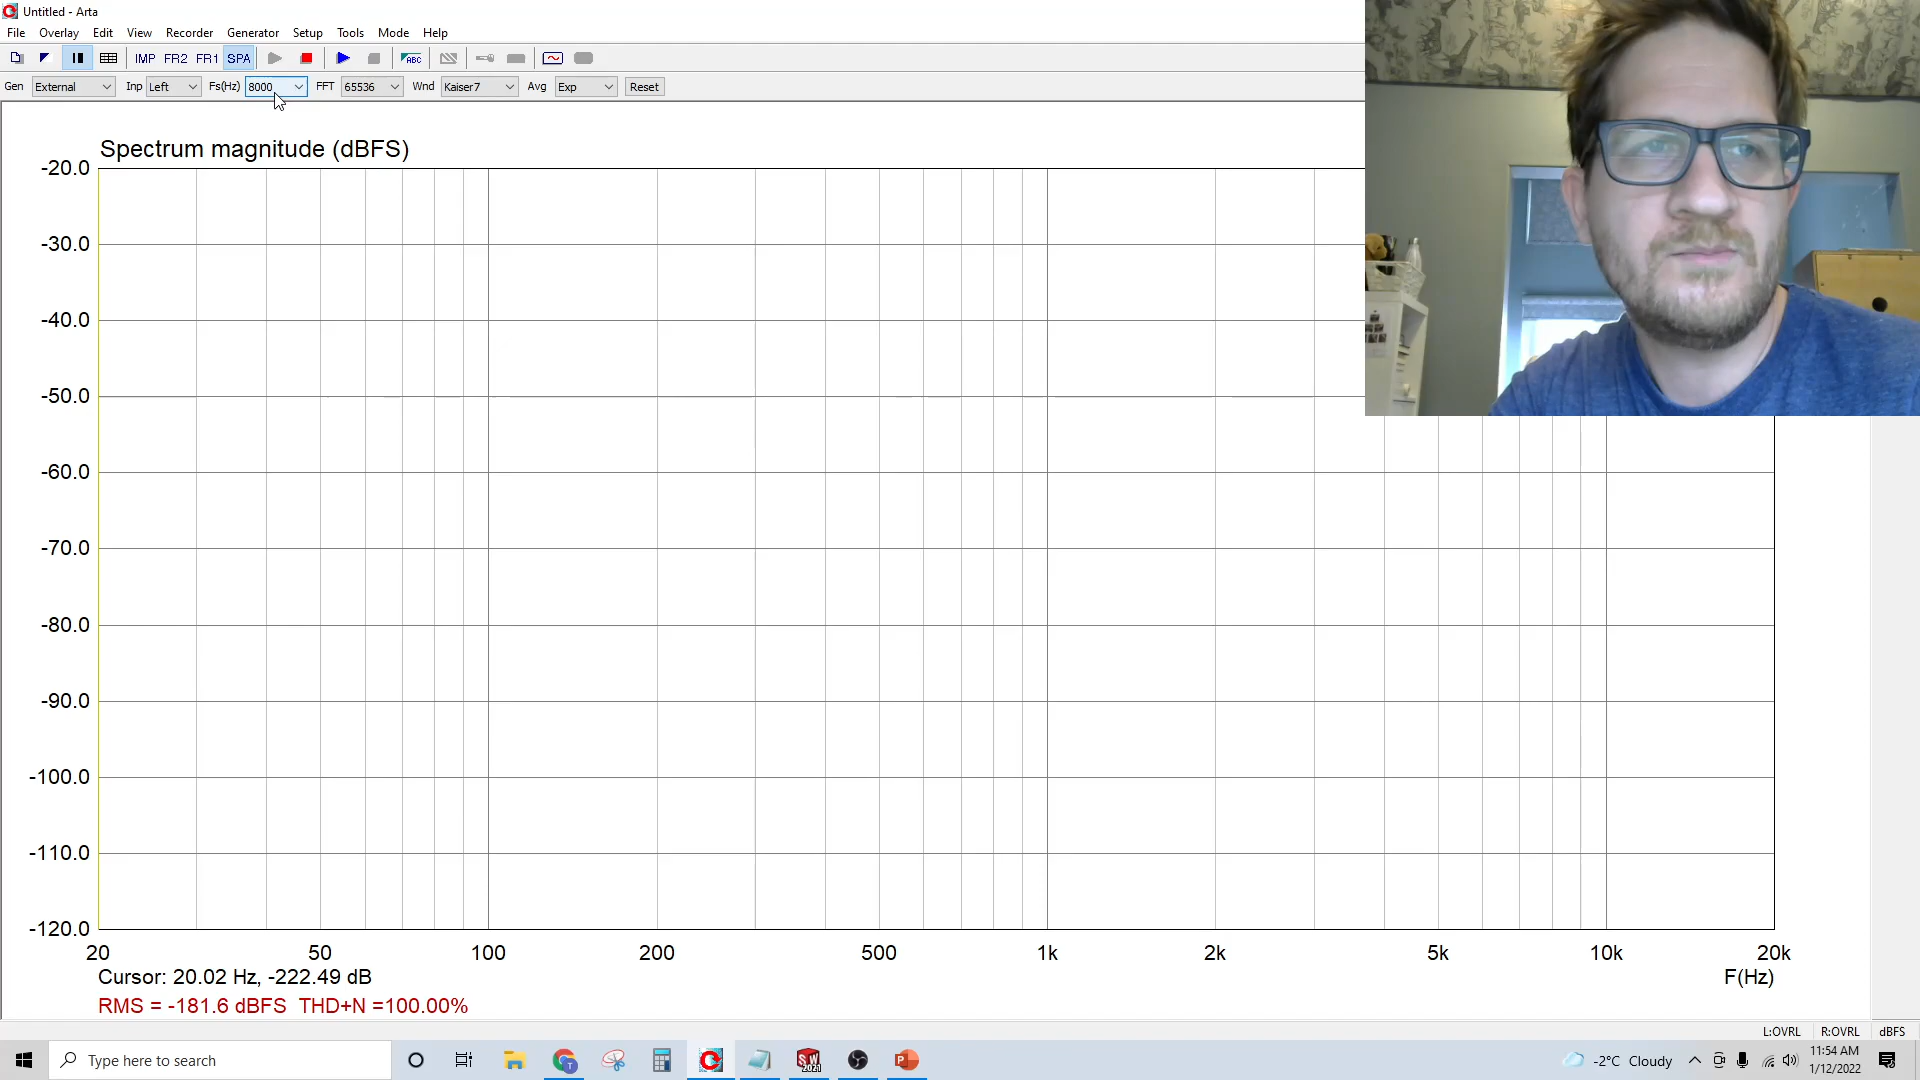 Untitled - Arta
File Overlay Edit View Recorder Generator Setup Tools Mode Help
IMP FR2 FR1 SPA ABC
Gen External Inp Left Fs(Hz) 8000 FFT 65536 Wnd Kaiser7 Avg Exp Reset
Spectrum magnitude (dBFS)
-20.0
-30.0
-40.0
-50.0
-60.0
-70.0
-80.0
-90.0
-100.0
-110.0
-120.0
20 50 100 200 500 1k 2k 5k 10k 20k
Cursor: 20.02 Hz, -222.49 dB
F(Hz)
RMS = -181.6 dBFS THD+N =100.00%
L:OVRL R:OVRL dBFS
Type here to search
T
SW
2021
P
-2°C Cloudy
11:54 AM
1/12/2022